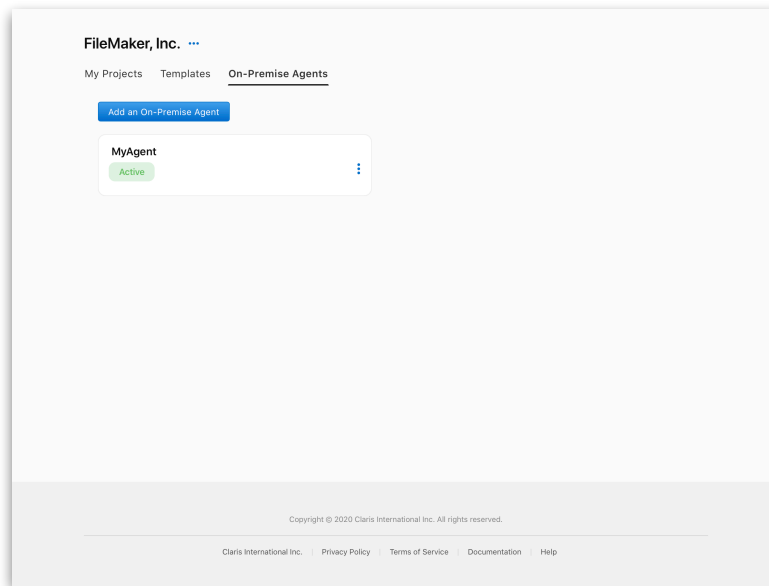 FileMaker, Inc.
My Projects Templates On-Premise Agents
Add an On-Premise Agent
MyAgent
Active
Copyright © 2020 Claris International Inc. All rights reserved.
Claris International Inc. Privacy Policy Terms of Service Documentation Help